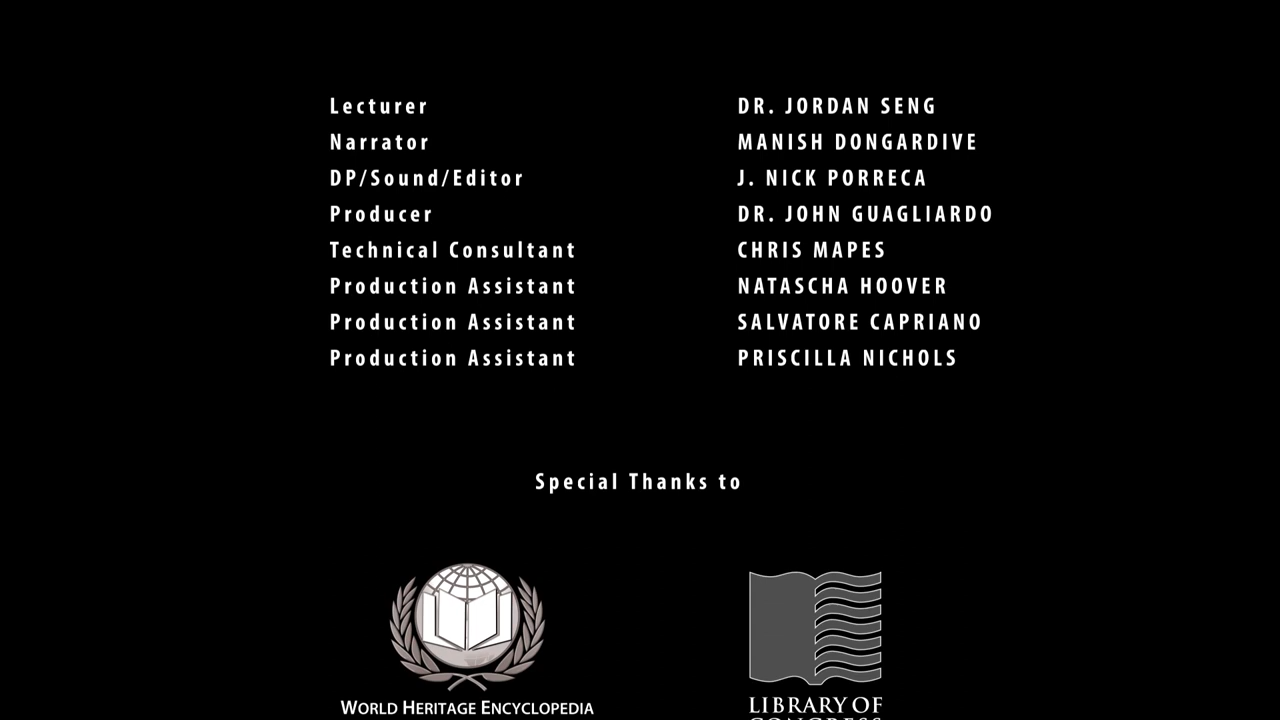 Lecturer DR. JORDAN SENG
Narrator MANISH DONGARDIVE
DP/Sound/Editor J. NICK PORRECA
Producer DR. JOHN GUAGLIARDO
Technical Consultant CHRIS MAPES
Production Assistant NATASCHA HOOVER
Production Assistant SALVATORE CAPRIANO
Production Assistant PRISCILLA NICHOLS
Special Thanks to
WORLD HERITAGE ENCYCLOPEDIA
LIBRARY OF
CONGRESS